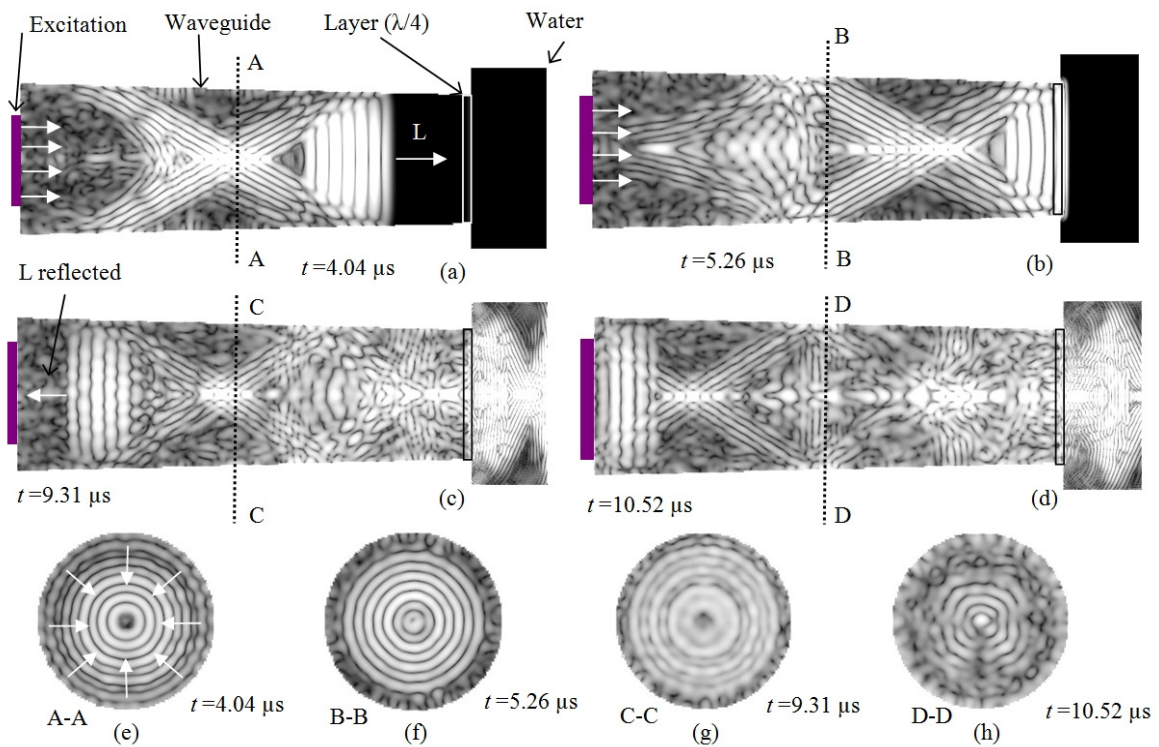 Excitation
Waveguide
Layer (λ/4)
Water
A
B
L
A
t =4.04 µs
(a)
B
t =5.26 µs
(b)
L reflected
C
D
t =9.31 µs
C
(c)
t =10.52 µs
D
(d)
A-A
(e)
t =4.04 µs
B-B
(f)
t =5.26 µs
C-C
(g)
t =9.31 µs
D-D
(h)
t =10.52 µs